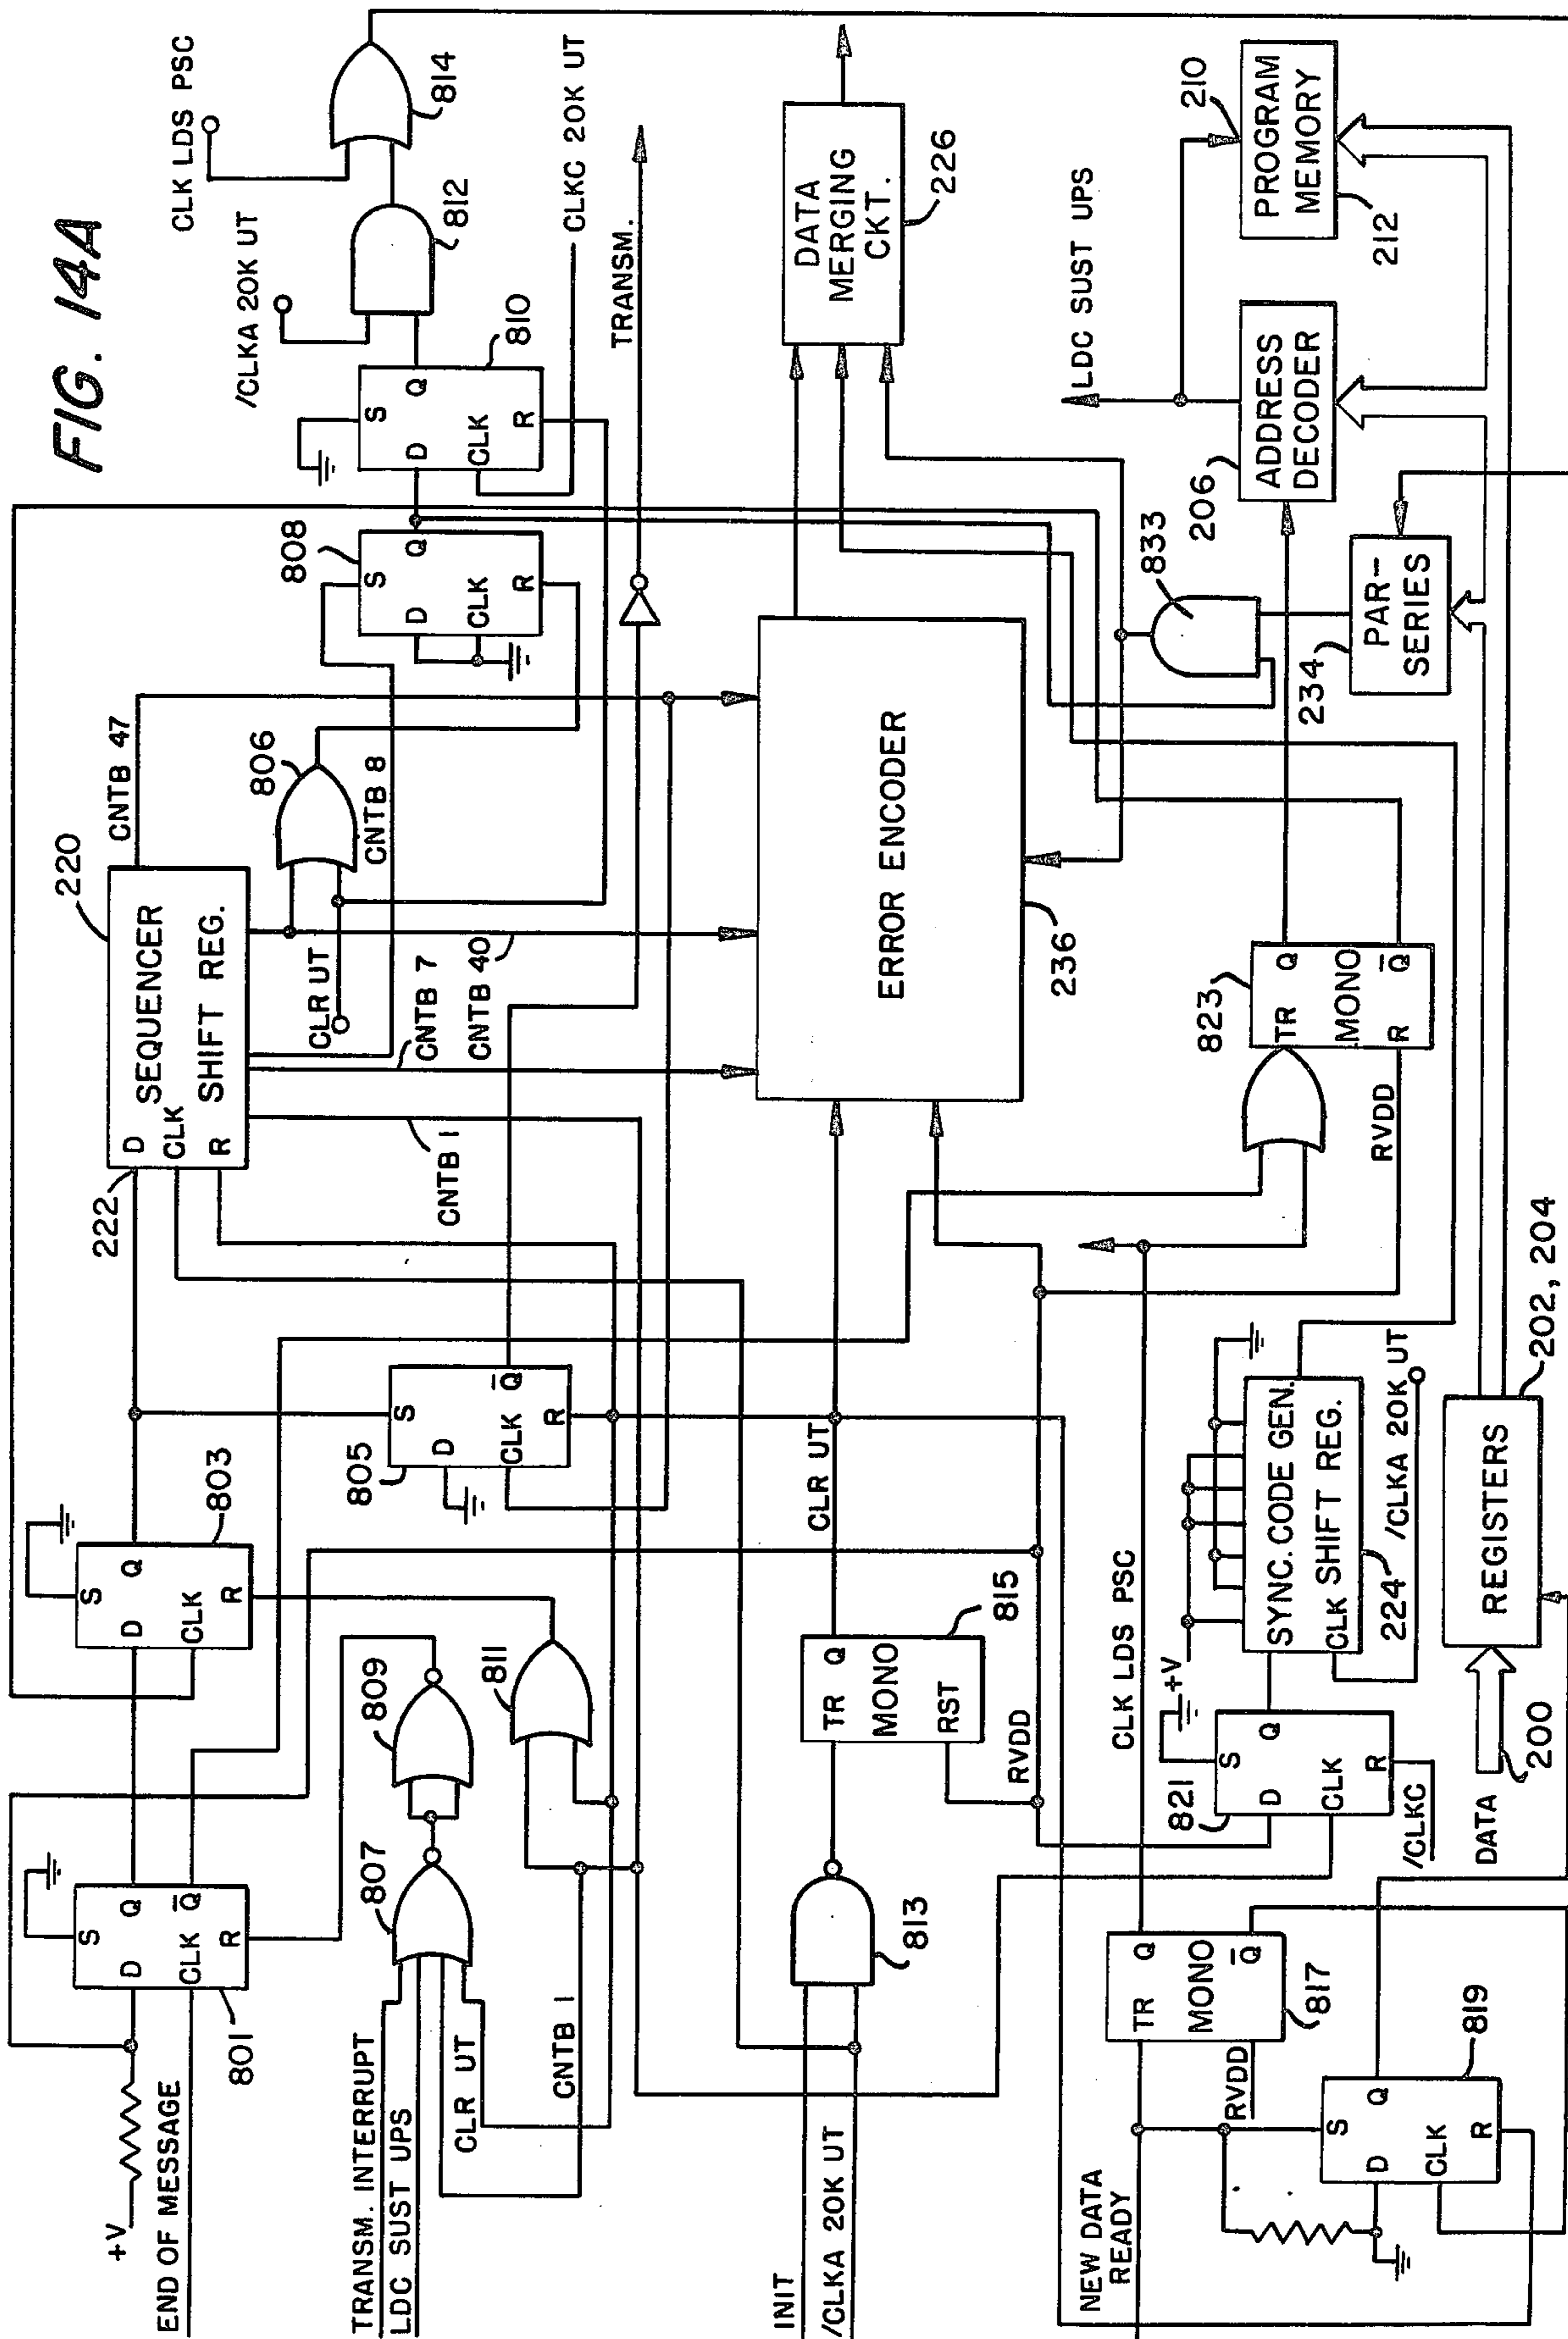 FIG. 14A
+V
END OF MESSAGE
801
S
D
Q
Q
CLK
R
803
S
D
Q
CLK
R
TRANSM. INTERRUPT
LDC SUST UPS
CLR UT
CNTB 1
807
809
811
805
S
D
CLK
Q
R
222
220
D
CLK
R
SEQUENCER
SHIFT REG.
CNTB 47
CNTB 1
CNTB 7
CNTB 40
CNTB 8
CLR UT
806
808
S
D
Q
CLK
R
810
S
D
Q
CLK
R
/CLKA 20K UT
812
CLK LDS PSC
814
CLKC 20K UT
TRANSM.
INIT
/CLKA 20K UT
813
TR Q
MONO
RST
815
CLR UT
RVDD
ERROR ENCODER
236
DATA
MERGING
CKT.
226
NEW DATA
READY
TR Q
MONO
Q
817
RVDD
CLK LDS PSC
819
S
D
Q
CLK
R
821
S
D
Q
CLK
R
/CLKC
+V
SYNC. CODE GEN.
CLK SHIFT REG.
224
/CLKA 20K UT
823
TR Q
MONO
R Q
RVDD
833
234
PAR-
SERIES
206
ADDRESS
DECODER
LDC SUST UPS
210
PROGRAM
MEMORY
212
DATA
200
REGISTERS
202, 204